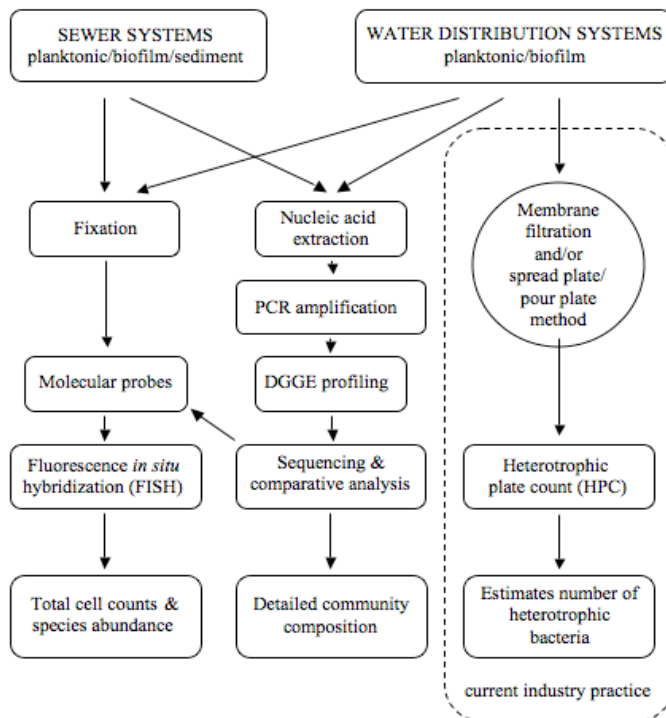 SEWER SYSTEMS
planktonic/biofilm/sediment
WATER DISTRIBUTION SYSTEMS
planktonic/biofilm
Fixation
Nucleic acid
extraction
Membrane
filtration
and/or
spread plate/
pour plate
method
PCR amplification
Molecular probes
DGGE profiling
Fluorescence in situ
hybridization (FISH)
Sequencing &
comparative analysis
Heterotrophic
plate count (HPC)
Total cell counts &
species abundance
Detailed community
composition
Estimates number of
heterotrophic
bacteria
current industry practice